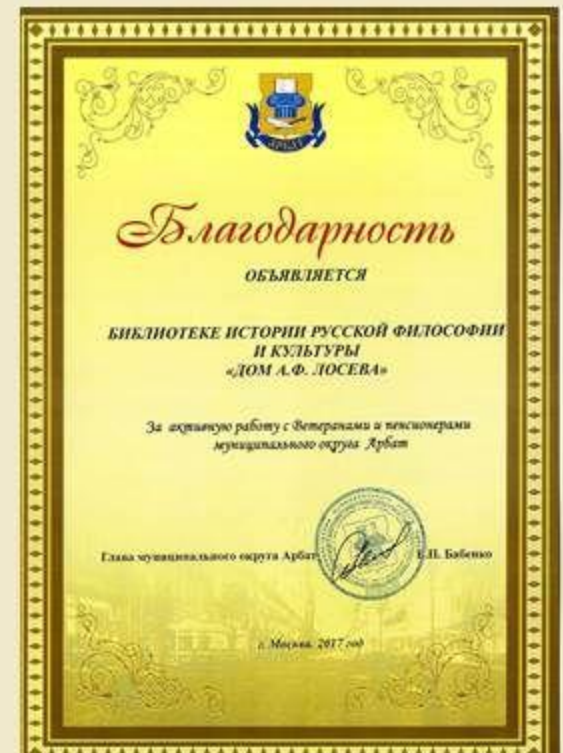 АРБАТ
Благодарность
ОБЪЯВЛЯЕТСЯ
БИБЛИОТЕКЕ ИСТОРИИ РУССКОЙ ФИЛОСОФИИ
И КУЛЬТУРЫ
«ДОМ А.Ф. ЛОСЕВА»
За активную работу с Ветеранами и пенсионерами
муниципального округа Арбат
Глава муниципального округа Арбат Е.П. Бабенко
г. Москва, 2017 год